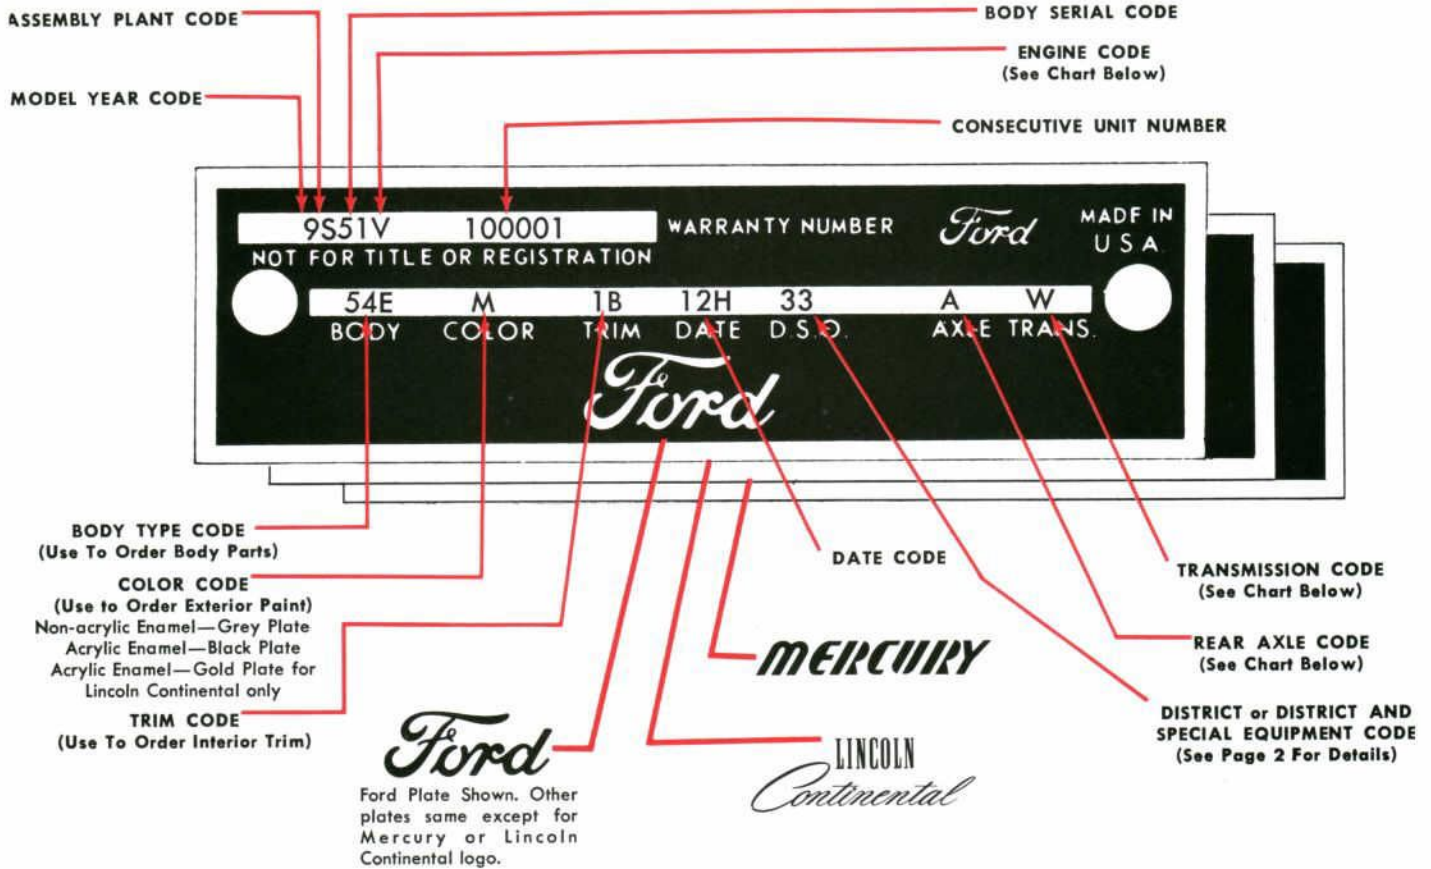 ASSEMBLY PLANT CODE
BODY SERIAL CODE
ENGINE CODE
(See Chart Below)
MODEL YEAR CODE
CONSECUTIVE UNIT NUMBER
9S51V 100001
WARRANTY NUMBER
Ford
MADF IN
U S A.
NOT FOR TITLE OR REGISTRATION
54E M 1B 12H 33 A W
BODY COLOR TRIM DATE D.S.O. AXLE TRANS.
Ford
BODY TYPE CODE
(Use To Order Body Parts)
COLOR CODE
(Use to Order Exterior Paint)
Non-acrylic Enamel—Grey Plate
Acrylic Enamel—Black Plate
Acrylic Enamel—Gold Plate for
Lincoln Continental only
TRIM CODE
(Use To Order Interior Trim)
DATE CODE
TRANSMISSION CODE
(See Chart Below)
REAR AXLE CODE
(See Chart Below)
DISTRICT or DISTRICT AND
SPECIAL EQUIPMENT CODE
(See Page 2 For Details)
MERCURY
LINCOLN
Continental
Ford
Ford Plate Shown. Other
plates same except for
Mercury or Lincoln
Continental logo.